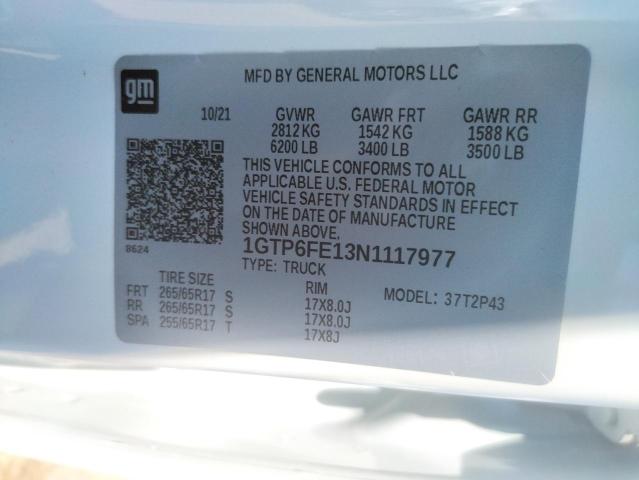 gm
MFD BY GENERAL MOTORS LLC
10/21 GVWR GAWR FRT GAWR RR
2812 KG 1542 KG 1588 KG
6200 LB 3400 LB 3500 LB
THIS VEHICLE CONFORMS TO ALL
APPLICABLE U.S. FEDERAL MOTOR
VEHICLE SAFETY STANDARDS IN EFFECT
ON THE DATE OF MANUFACTURE
SHOWN ABOVE
8624
1GTP6FE13N1117977
TYPE: TRUCK
TIRE SIZE RIM MODEL: 37T2P43
FRT 265/65R17 S 17X8.0J
RR 265/65R17 S 17X8.0J
SPA 255/65R17 T 17X8J